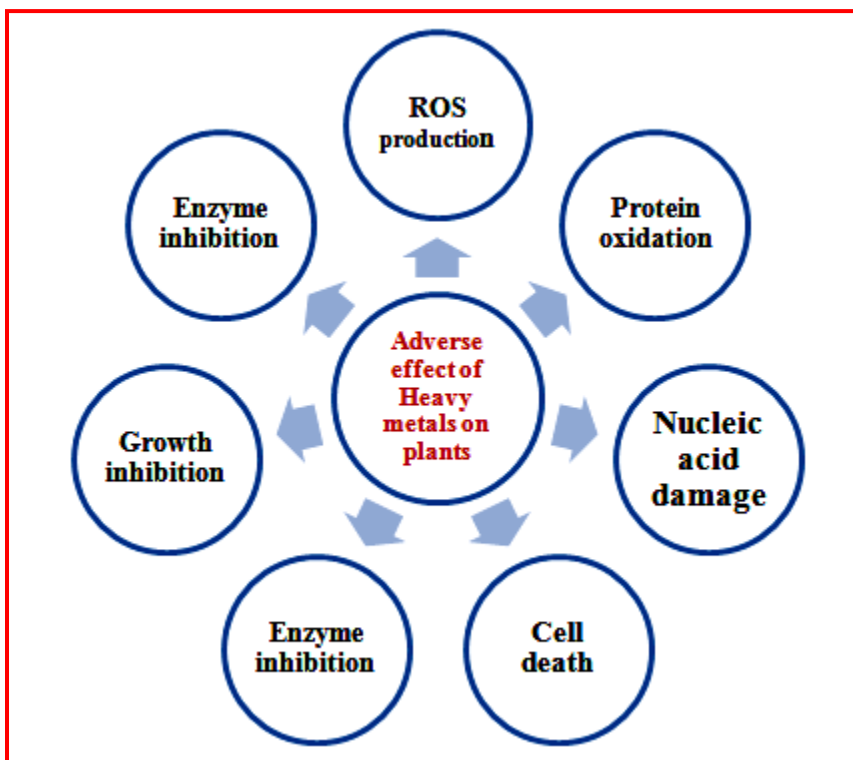 ROS
production
Protein
oxidation
Nucleic
acid
damage
Cell
death
Enzyme
inhibition
Growth
inhibition
Enzyme
inhibition
Adverse
effect of
Heavy
metals on
plants